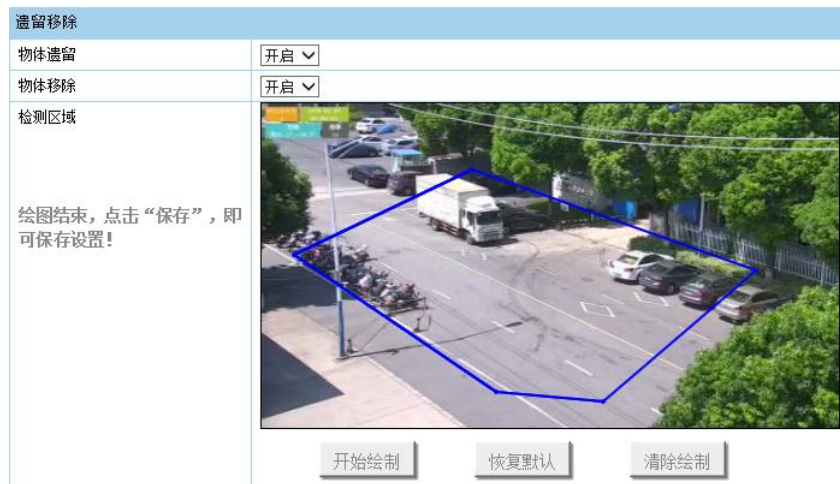 遗留移除
物体遗留
开启
物体移除
开启
检测区域
绘图结束，点击“保存”，即
可保存设置！
开始绘制
恢复默认
清除绘制